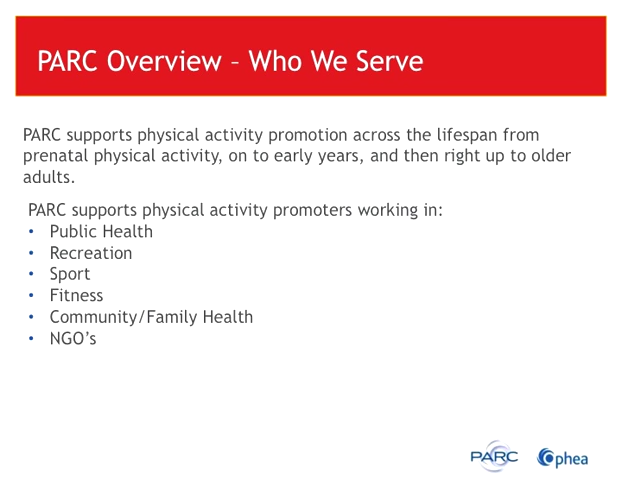 PARC Overview – Who We Serve
PARC supports physical activity promotion across the lifespan from
prenatal physical activity, on to early years, and then right up to older
adults.
PARC supports physical activity promoters working in:
• Public Health
• Recreation
• Sport
• Fitness
• Community/Family Health
• NGO’s
PARC
Ophea